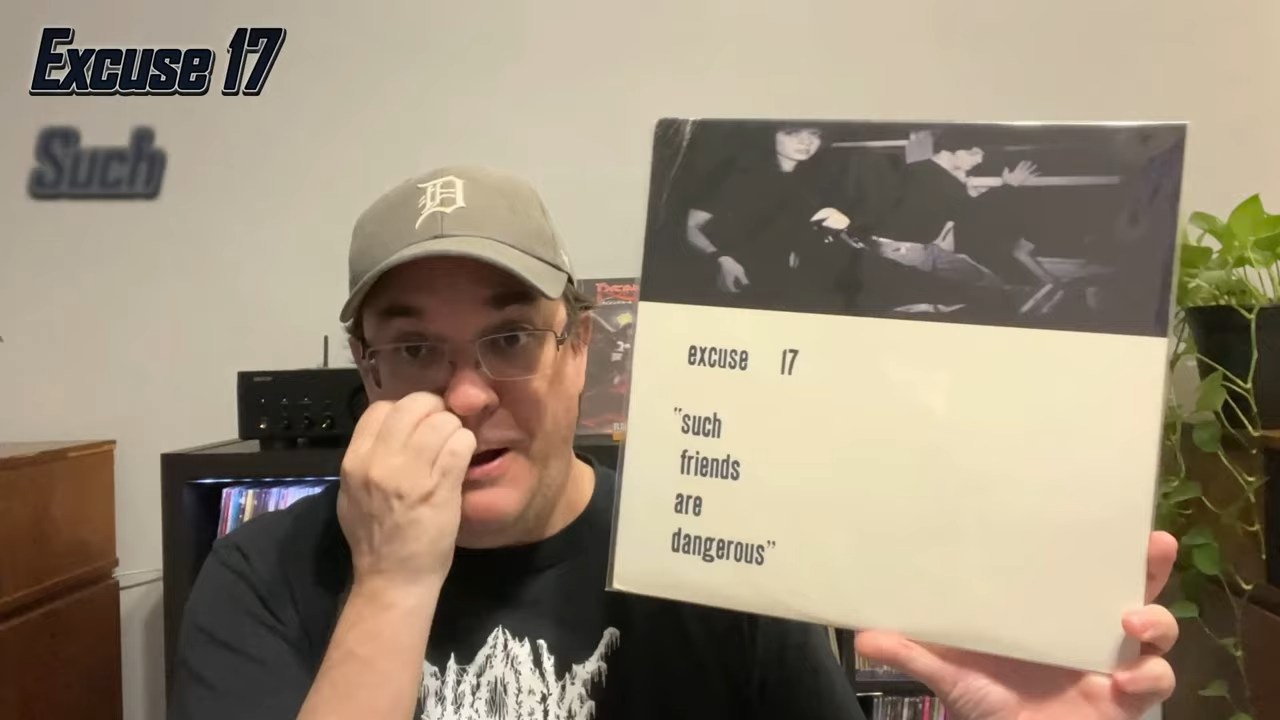 Excuse 17
Such
D
excuse 17
"such
friends
are
dangerous"